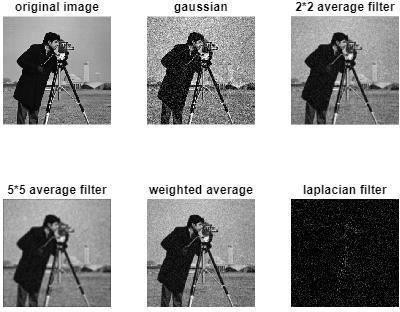 original image
gaussian
2*2 average filter
5*5 average filter
weighted average
laplacian filter